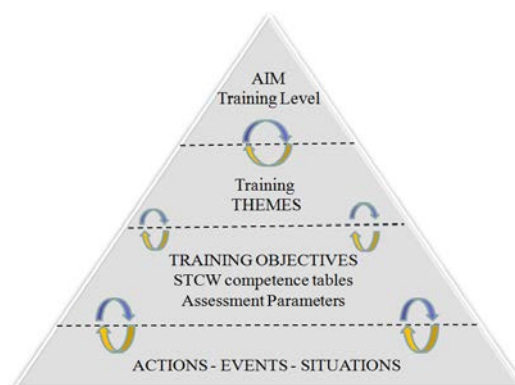 AIM
Training Level
Training
THEMES
TRAINING OBJECTIVES
STCW competence tables
Assessment Parameters
ACTIONS - EVENTS - SITUATIONS